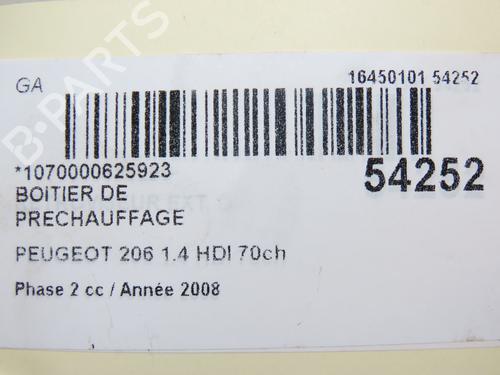 GA
16450101 54252
*1070000625923
54252
BOITIER DE
PRECHAUFFAGE
PEUGEOT 206 1.4 HDI 70ch
Phase 2 cc / Année 2008
B-PARTS